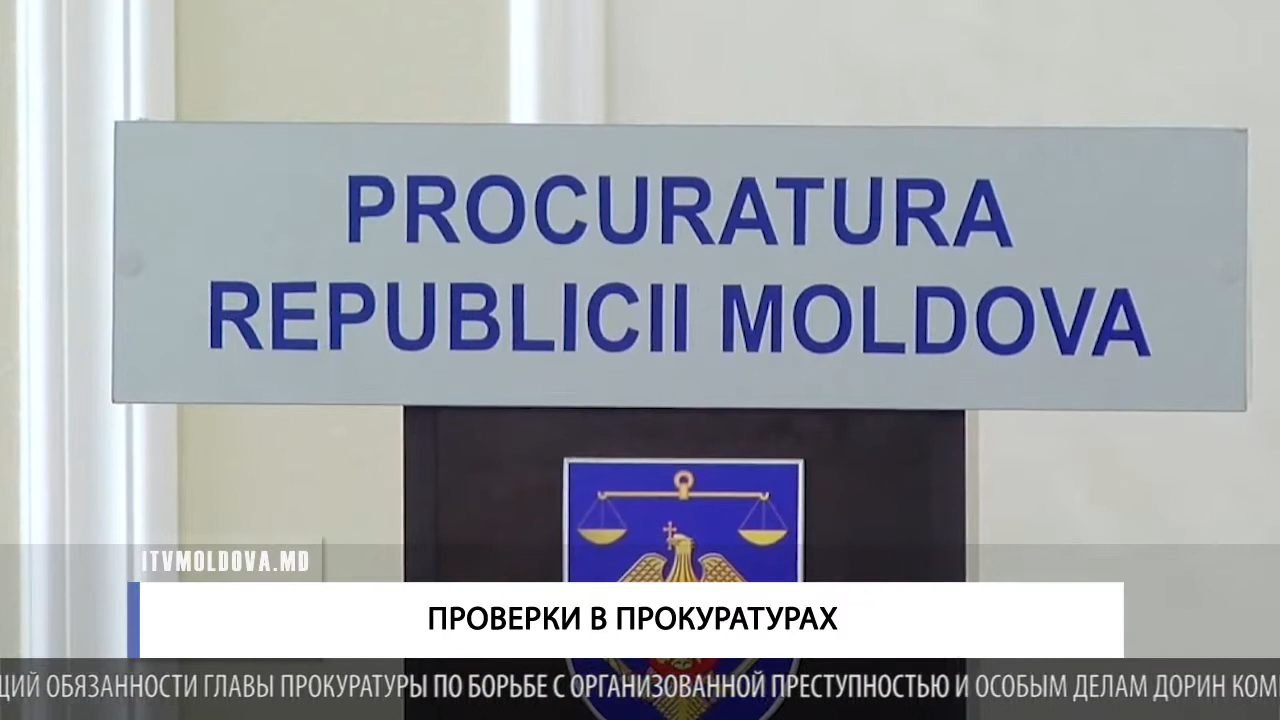 PROCURATURA
REPUBLICII MOLDOVA
ITVMOLDOVA.MD
ПРОВЕРКИ В ПРОКУРАТУРАХ
ОБЯЗАННОСТИ ГЛАВЫ ПРОКУРАТУРЫ ПО БОРЬБЕ С ОРГАНИЗОВАННОЙ ПРЕСТУПНОСТЬЮ И ОСОБЫМ ДЕЛАМ ДОРИН